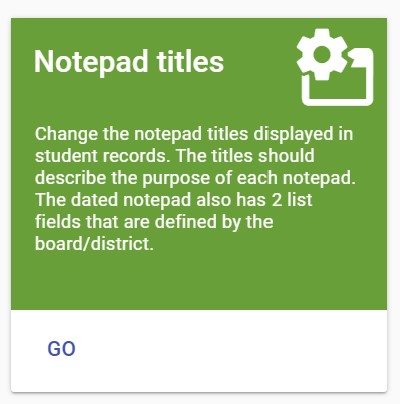 Notepad titles
Change the notepad titles displayed in
student records. The titles should
describe the purpose of each notepad.
The dated notepad also has 2 list
fields that are defined by the
board/district.
GO